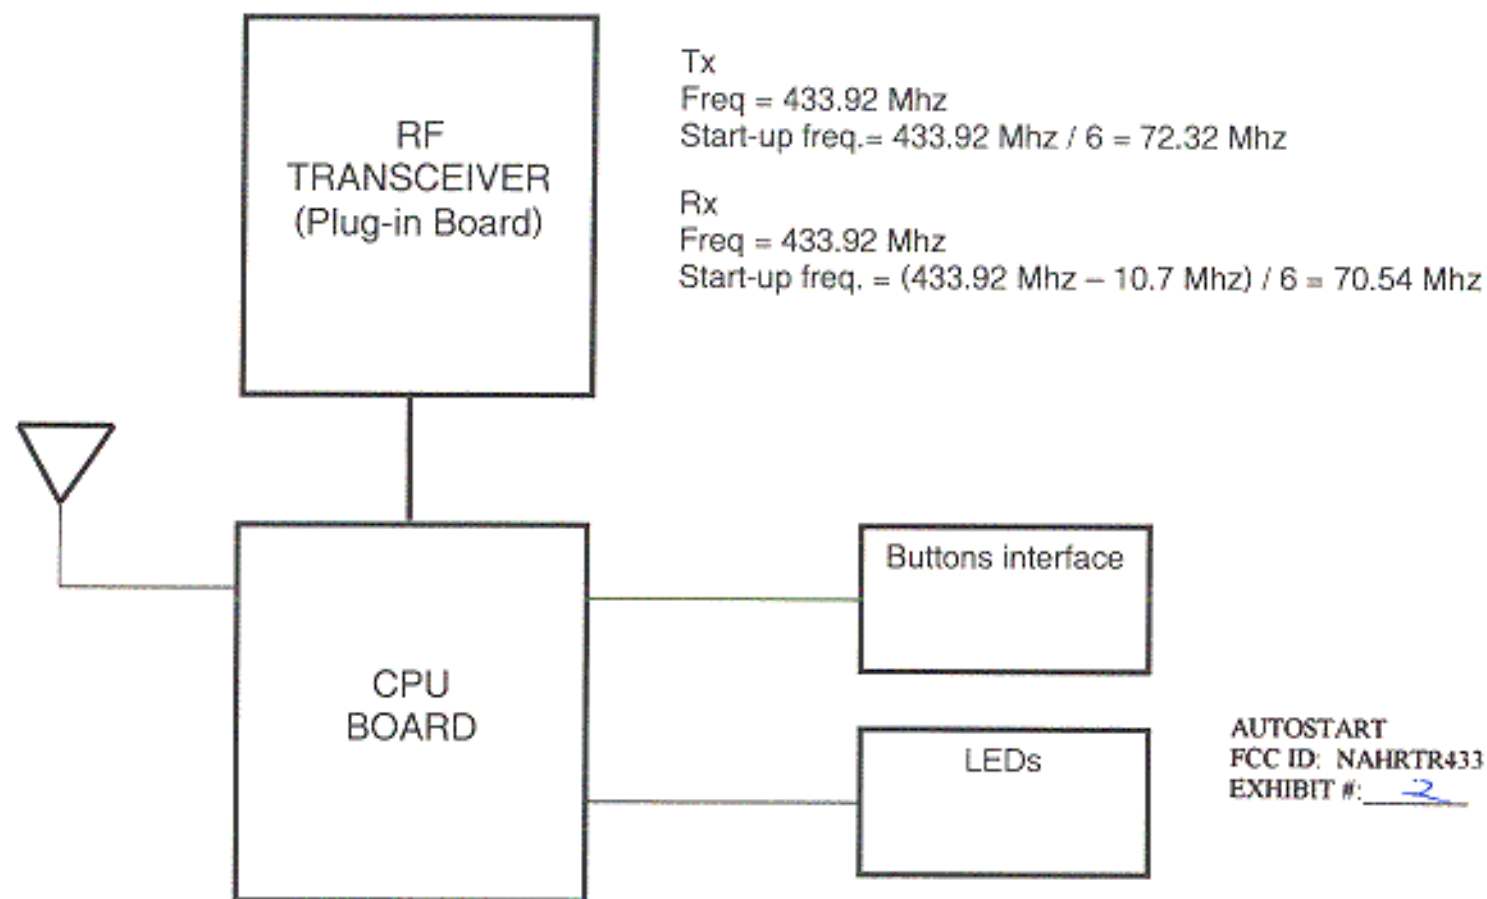 Tx
Freq = 433.92 Mhz
Start-up freq.= 433.92 Mhz / 6 = 72.32 Mhz
Rx
Freq = 433.92 Mhz
Start-up freq. = (433.92 Mhz – 10.7 Mhz) / 6 = 70.54 Mhz
RF
TRANSCEIVER
(Plug-in Board)
Buttons interface
CPU
BOARD
LEDs
AUTOSTART
FCC ID: NAHRTR433
EXHIBIT #: 2